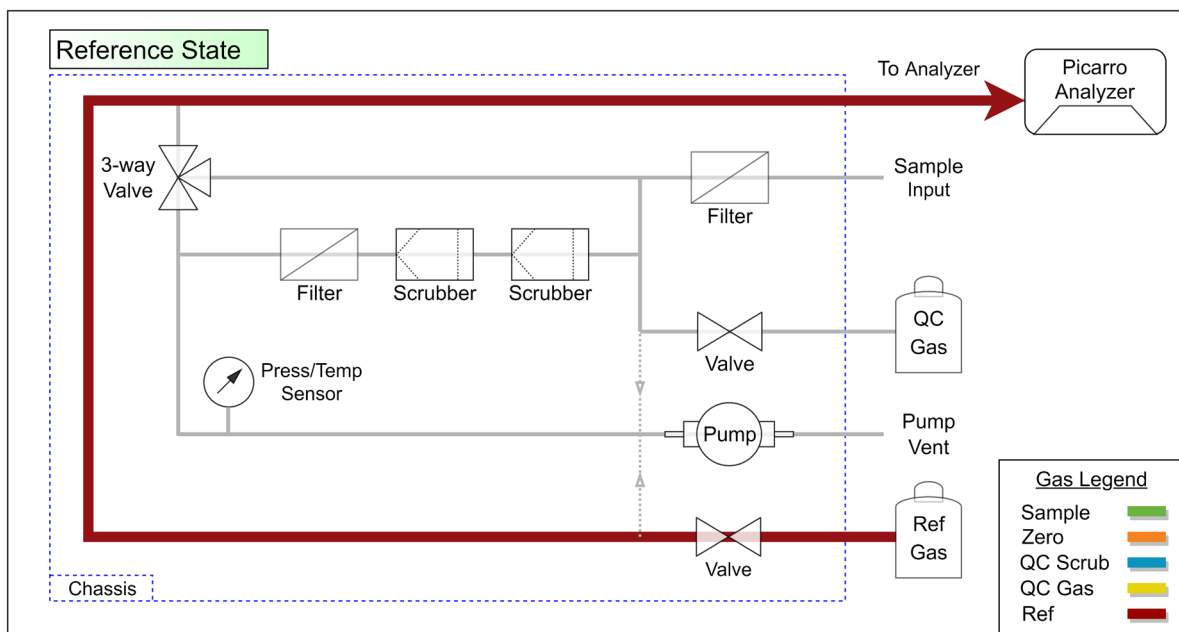 Reference State
To Analyzer
Picarro
Analyzer
3-way
Valve
Sample
Input
Filter
Filter
Scrubber
Scrubber
QC
Gas
Valve
Press/Temp
Sensor
Pump
Pump
Vent
Ref
Gas
Valve
Chassis
Gas Legend
Sample
Zero
QC Scrub
QC Gas
Ref